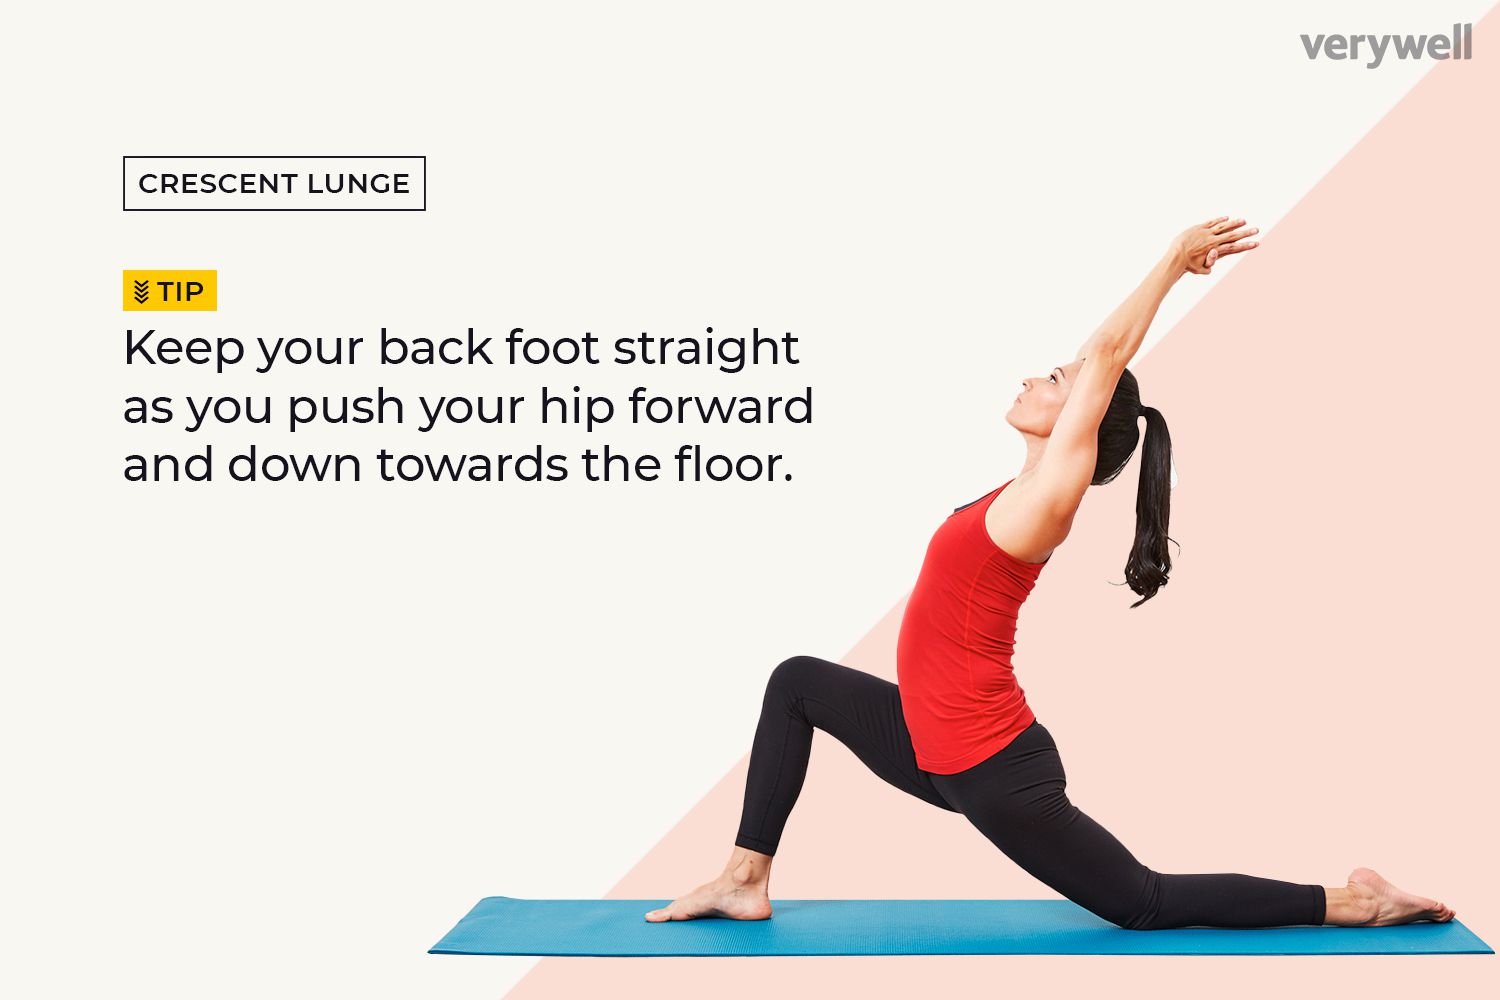 verywell
CRESCENT LUNGE
TIP
Keep your back foot straight
as you push your hip forward
and down towards the floor.